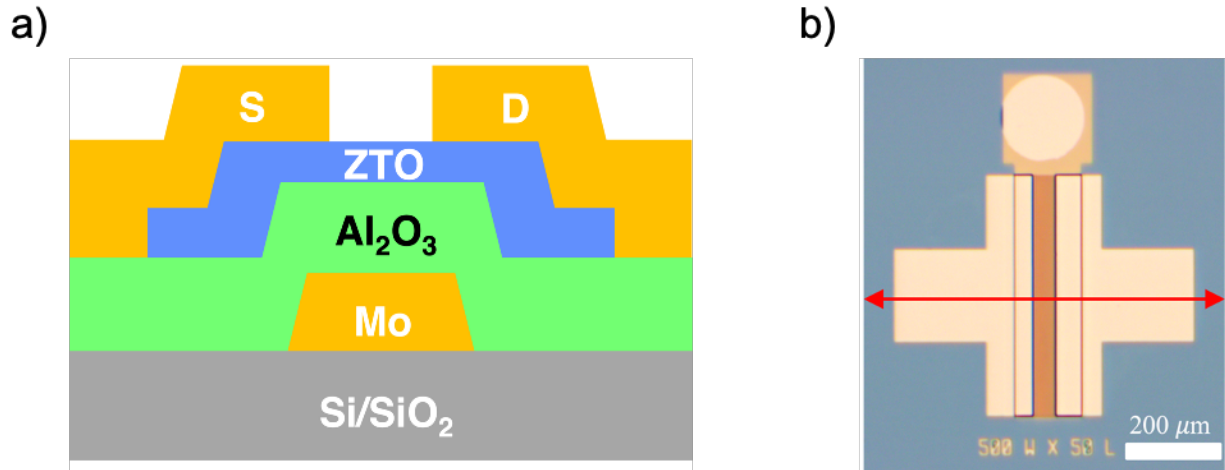 a)
S
D
ZTO
Al₂O₃
Mo
Si/SiO₂
b)
200 μm
500 W X 50 L